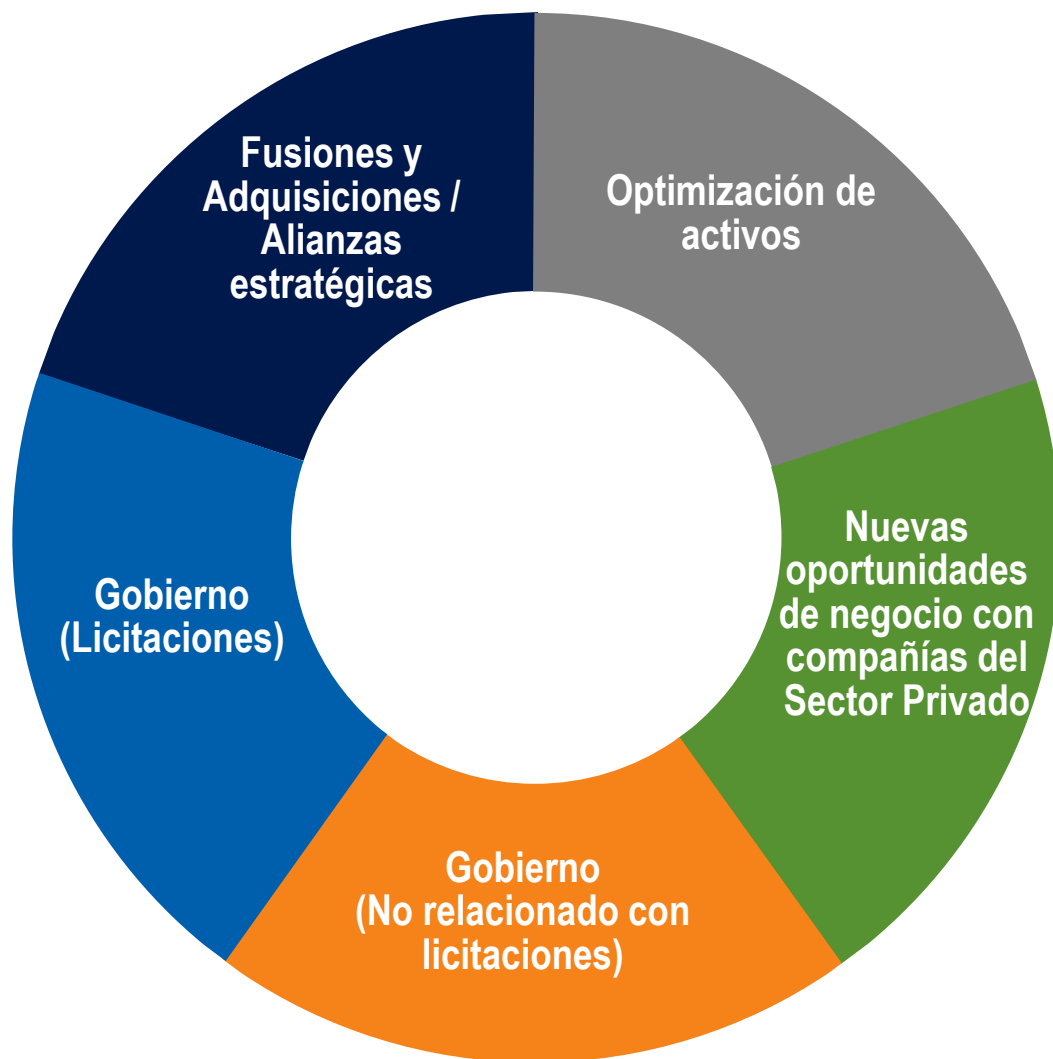 Fusiones y
Adquisiciones /
Alianzas
estratégicas
Optimización de
activos
Nuevas
oportunidades
de negocio con
compañías del
Sector Privado
Gobierno
(Licitaciones)
Gobierno
(No relacionado con
licitaciones)